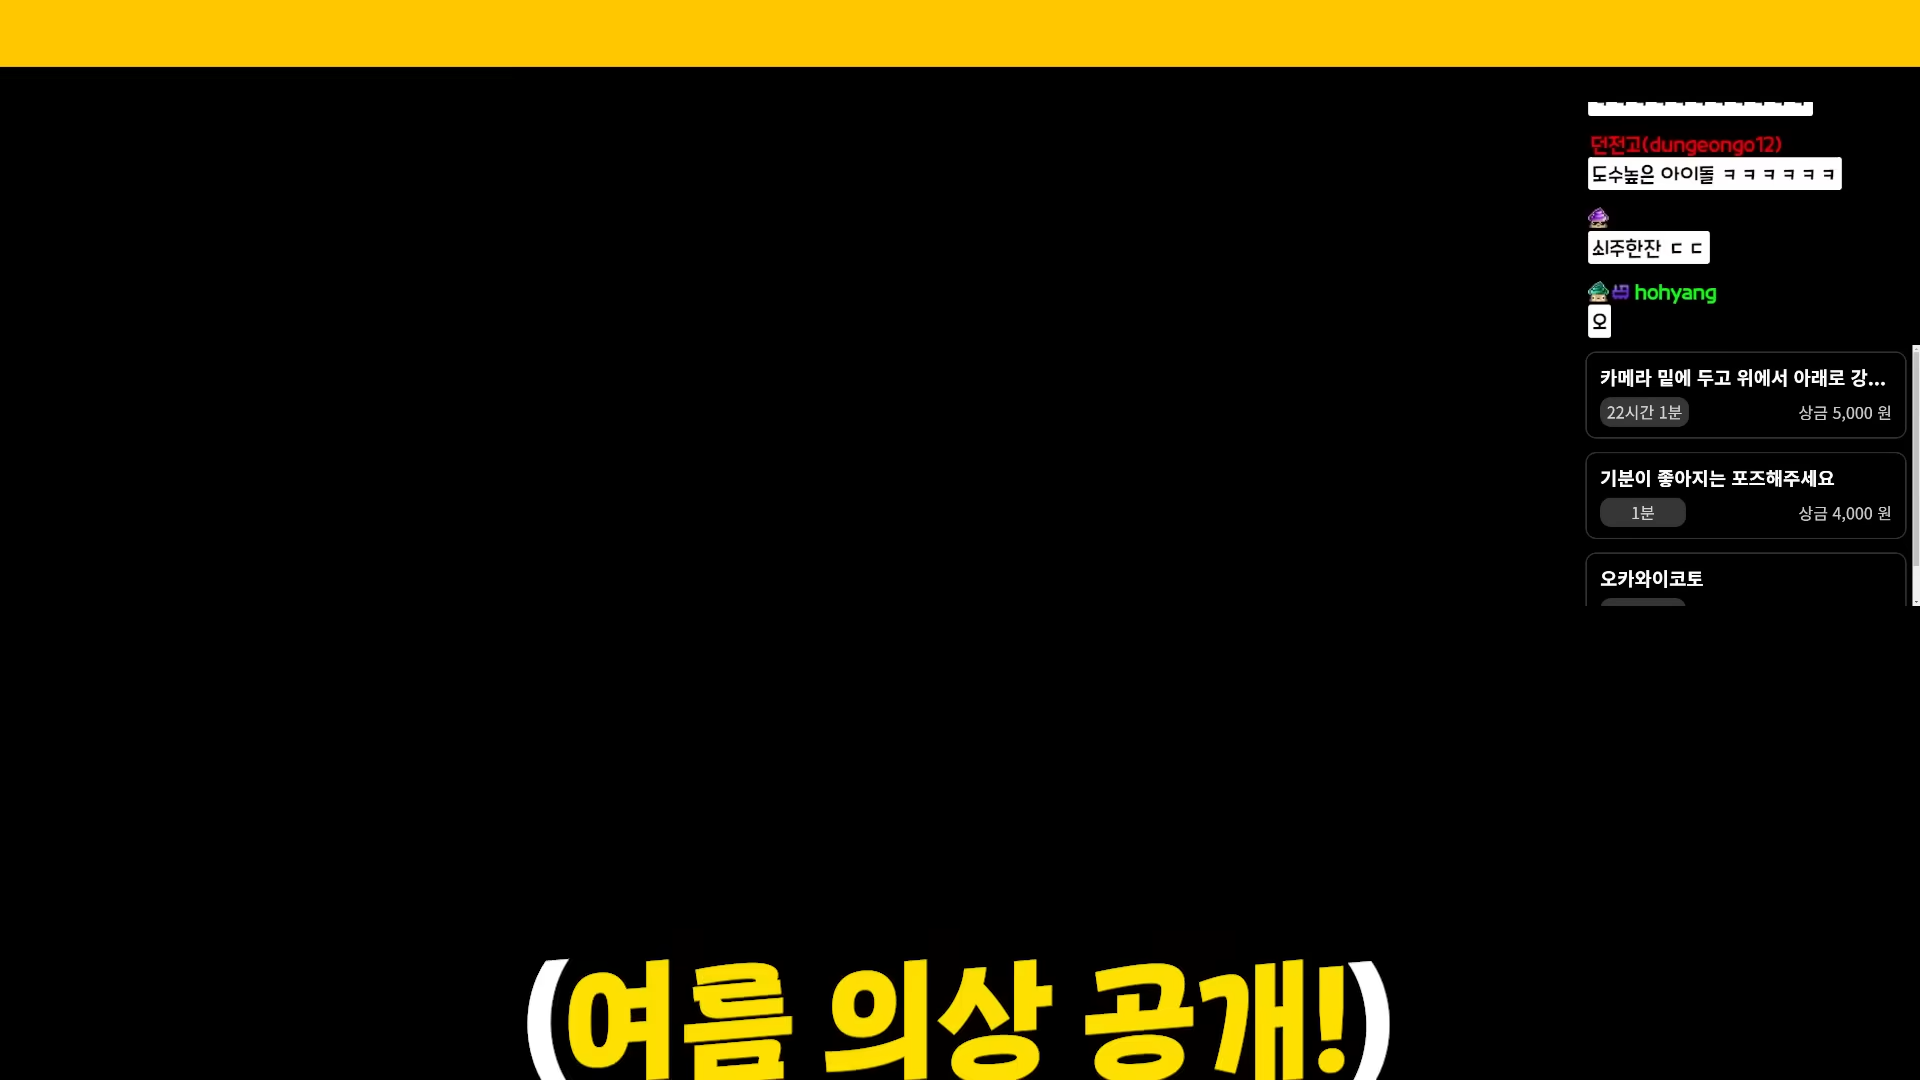 던전고(dungeongo12)
도수높은 아이돌 ㅋㅋㅋㅋㅋㅋ
쇠주한잔 ㄷㄷ
hohyang
오
카메라 밑에 두고 위에서 아래로 강...
22시간 1분 상금 5,000 원
기분이 좋아지는 포즈해주세요
1분 상금 4,000 원
오카와이코토
(여름 의상 공개!)